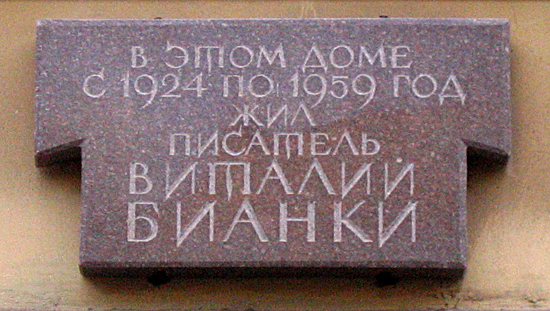 В ЭТОМ ДОМЕ
С 1924 ПО 1959 ГОД
ЖИЛ
ПИСАТЕЛЬ
ВИТАЛИЙ
БИАНКИ